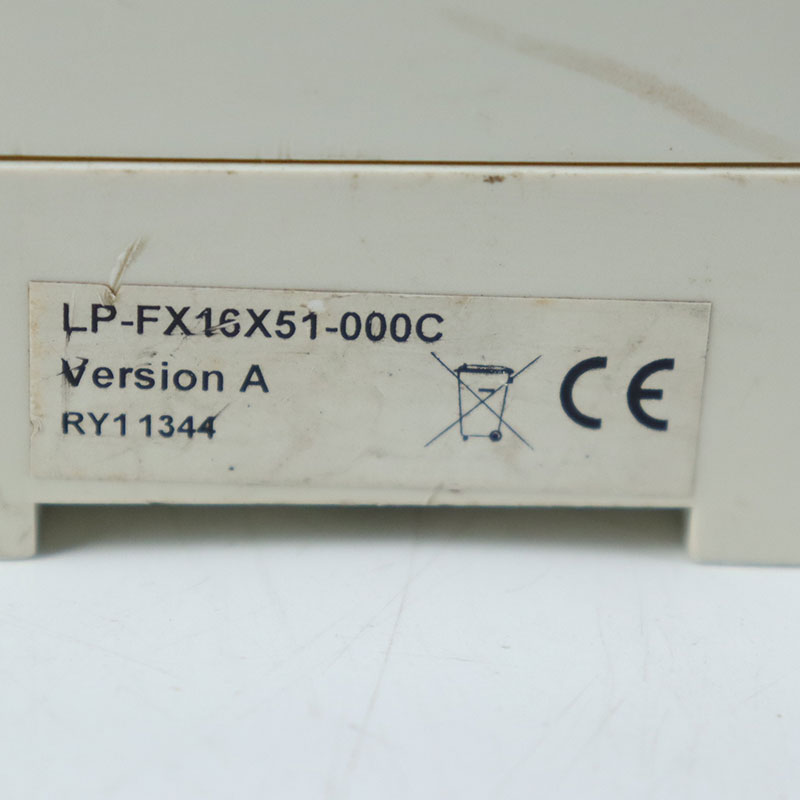 LP-FX16X51-000C
Version A
RY11344
CE